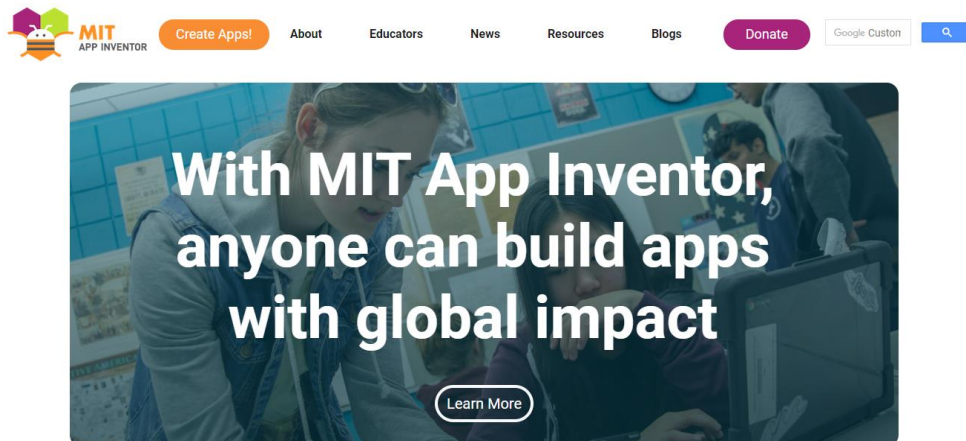 MIT
APP INVENTOR
Create Apps!
About
Educators
News
Resources
Blogs
Donate
Google Custom
With MIT App Inventor,
anyone can build apps
with global impact
Learn More